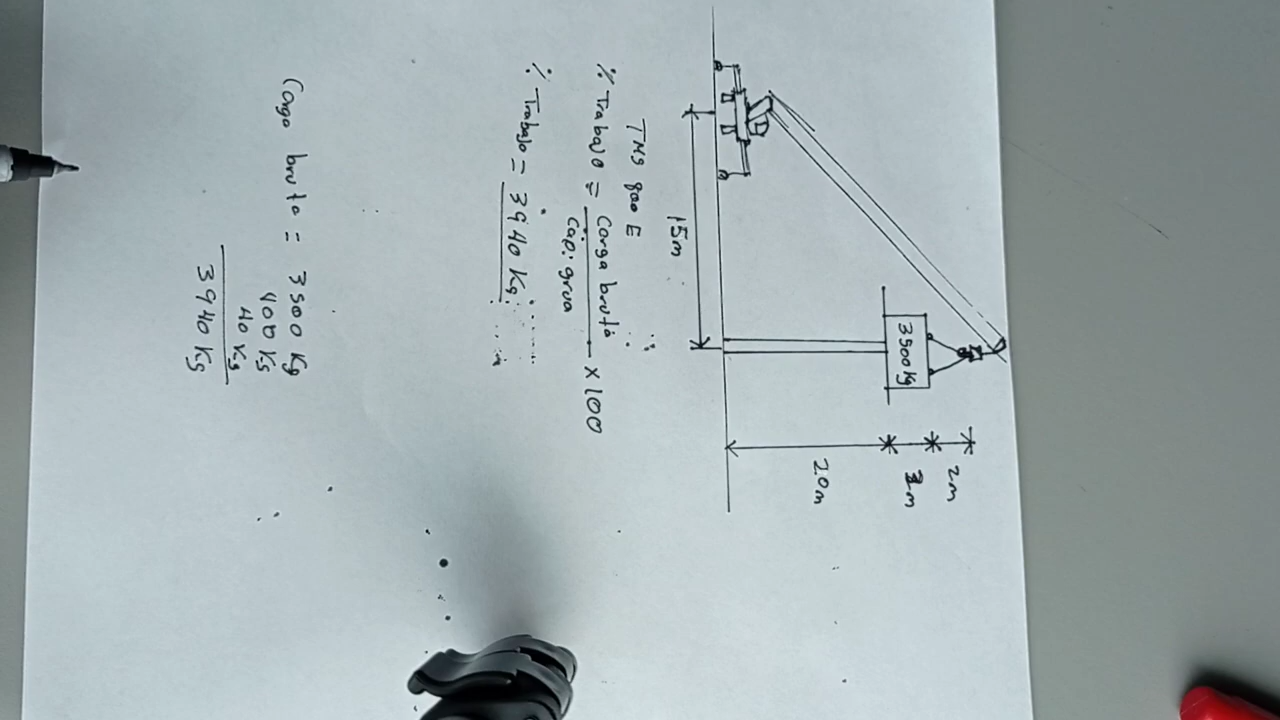 3500 Kg
2m
3m
20m
15m
TMS 900 E
% Trabajo = Carga bruta x 100
Cap. grua
% Trabajo = 3940 Kg
Carga bruta = 3500 Kg
400 Kg
40 Kg
3940 Kg